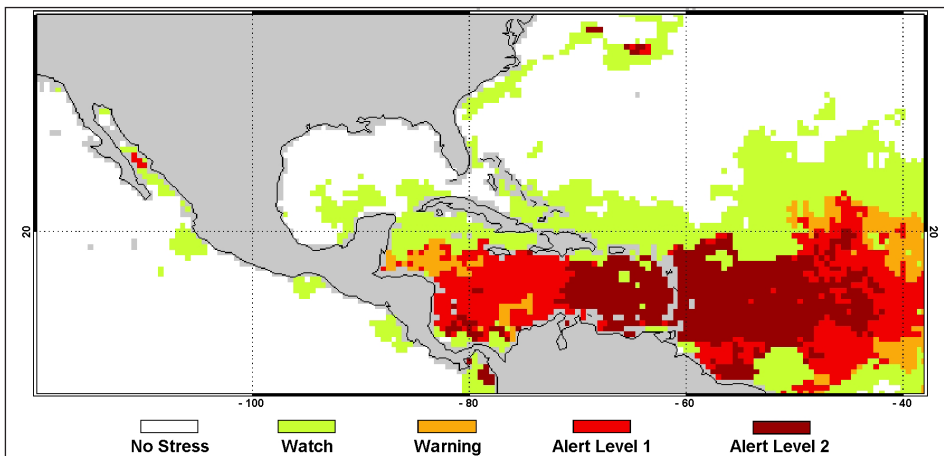 20
20
- 100
- 80
- 60
- 40
No Stress
Watch
Warning
Alert Level 1
Alert Level 2